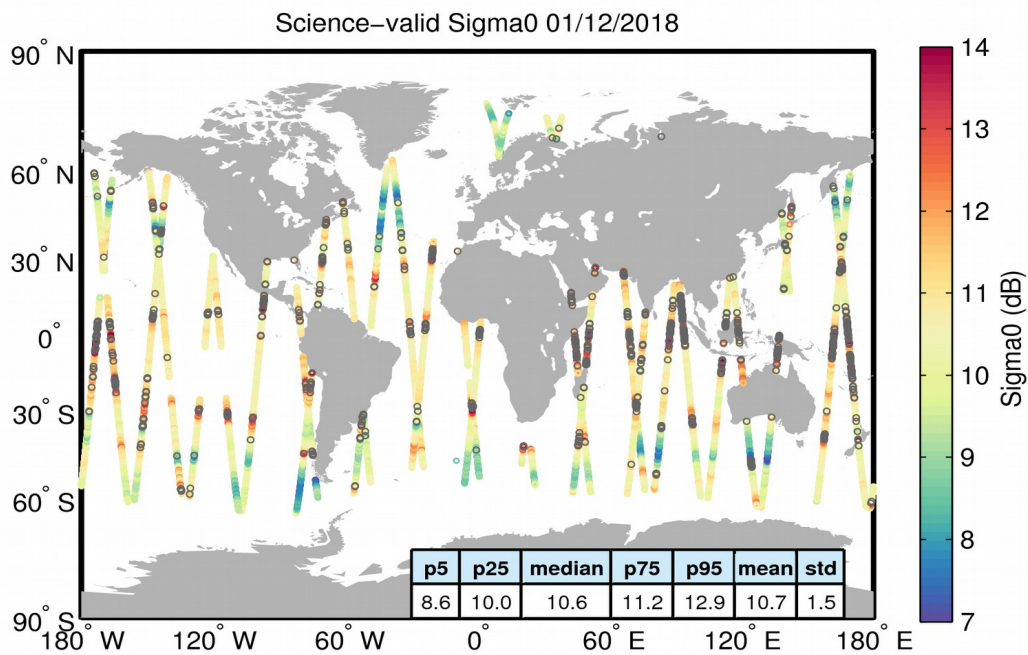 Science-valid Sigma0 01/12/2018
90° N
60° N
30° N
0°
30° S
60° S
90° S
180° W
120° W
60° W
0°
60° E
120° E
180° E
p5 p25 median p75 p95 mean std
8.6 10.0 10.6 11.2 12.9 10.7 1.5
14
13
12
11
10
9
8
7
Sigma0 (dB)